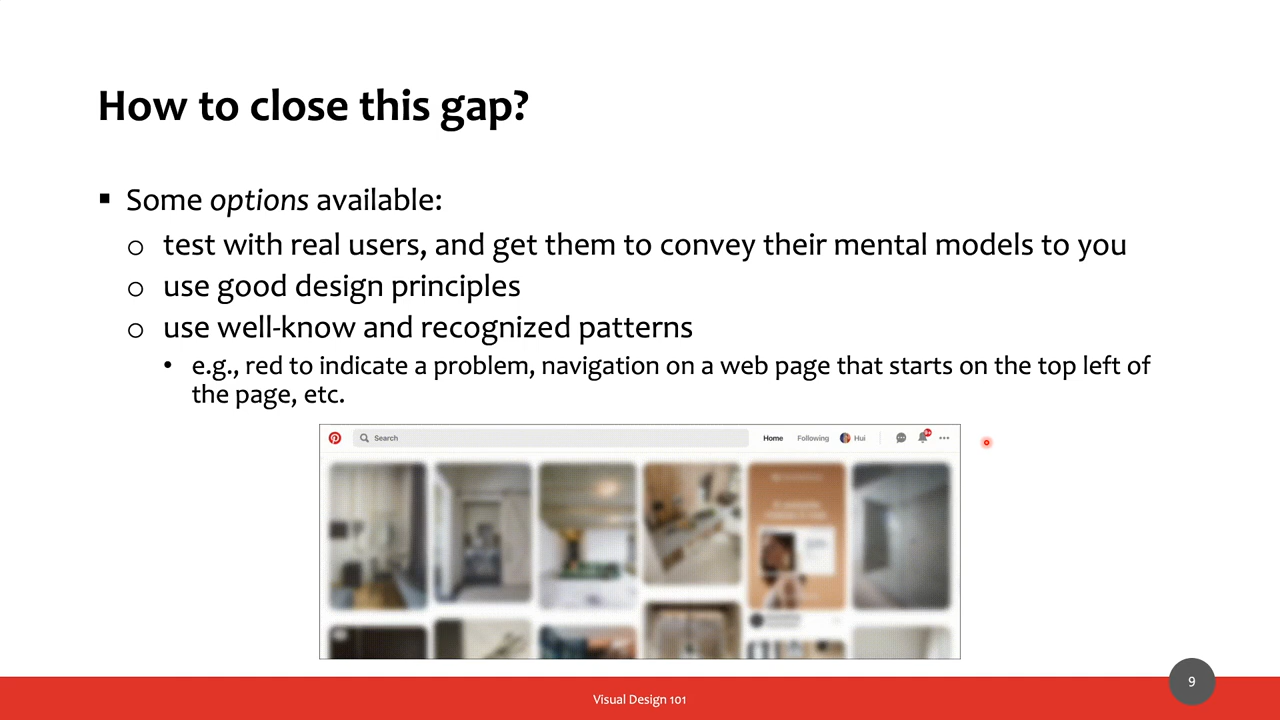 How to close this gap?
Some options available:
test with real users, and get them to convey their mental models to you
use good design principles
use well-know and recognized patterns
e.g., red to indicate a problem, navigation on a web page that starts on the top left of
the page, etc.
Search
Home
Following
Hui
Visual Design 101
9